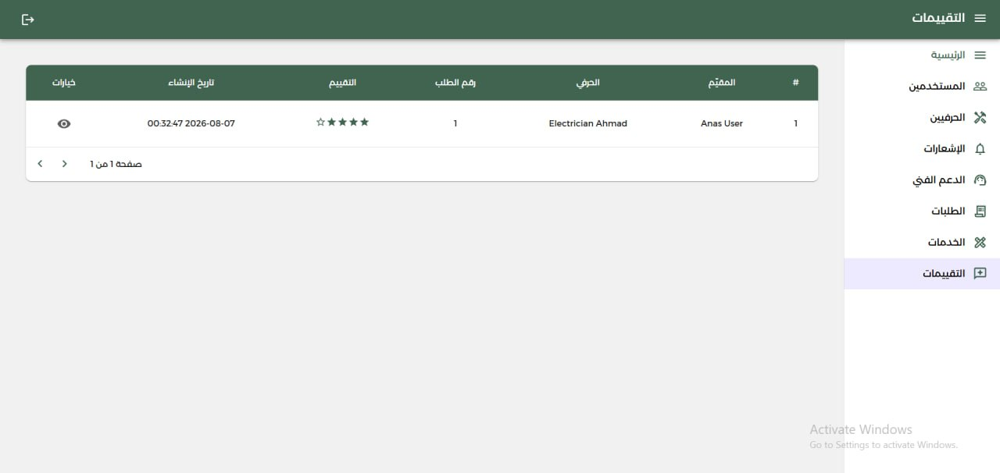 التقييمات
الرئيسية
المستخدمين
الحرفيين
الإشعارات
الدعم الفني
الطلبات
الخدمات
التقييمات
# المقيّم الحرفي رقم الطلب التقييم تاريخ الإنشاء خيارات
1 Anas User Electrician Ahmad 1 2026-08-07 00:32:47
صفحة 1 من 1
Activate Windows
Go to Settings to activate Windows.